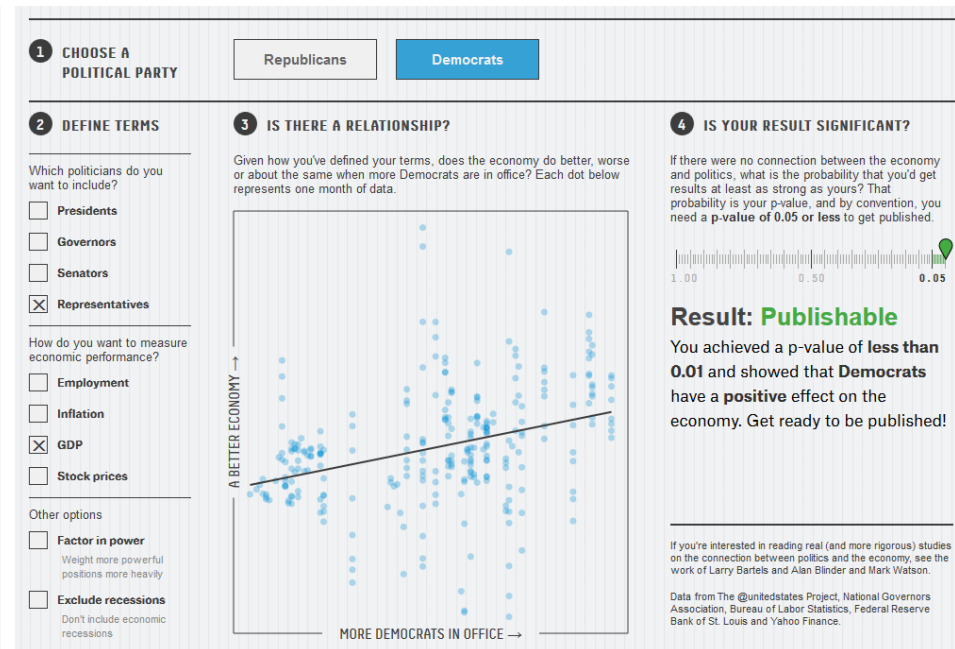 1 CHOOSE A
POLITICAL PARTY
Republicans
Democrats
2 DEFINE TERMS
Which politicians do you
want to include?
Presidents
Governors
Senators
Representatives
How do you want to measure
economic performance?
Employment
Inflation
GDP
Stock prices
Other options
Factor in power
Weight more powerful
positions more heavily
Exclude recessions
Don't include economic
recessions
3 IS THERE A RELATIONSHIP?
Given how you've defined your terms, does the economy do better, worse
or about the same when more Democrats are in office? Each dot below
represents one month of data.
A BETTER ECONOMY →
MORE DEMOCRATS IN OFFICE →
4 IS YOUR RESULT SIGNIFICANT?
If there were no connection between the economy
and politics, what is the probability that you'd get
results at least as strong as yours? That
probability is your p-value, and by convention, you
need a p-value of 0.05 or less to get published.
1.00 0.50 0.05
Result: Publishable
You achieved a p-value of less than
0.01 and showed that Democrats
have a positive effect on the
economy. Get ready to be published!
If you're interested in reading real (and more rigorous) studies
on the connection between politics and the economy, see the
work of Larry Bartels and Alan Blinder and Mark Watson.
Data from The @unitedstates Project, National Governors
Association, Bureau of Labor Statistics, Federal Reserve
Bank of St. Louis and Yahoo Finance.